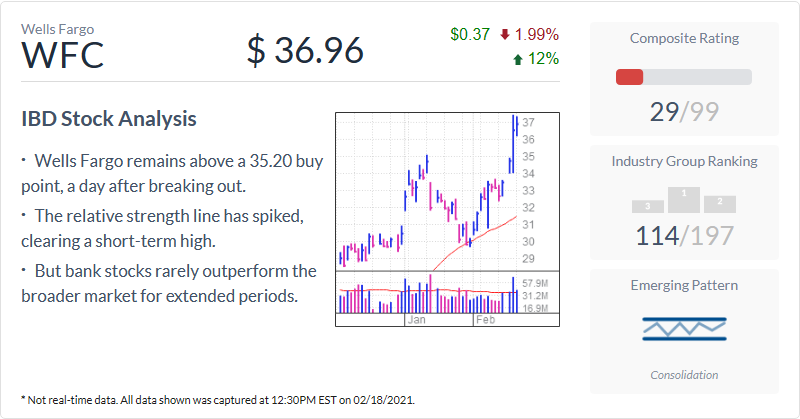 Wells Fargo
WFC
$ 36.96
$0.37 1.99%
12%
IBD Stock Analysis
· Wells Fargo remains above a 35.20 buy
point, a day after breaking out.
· The relative strength line has spiked,
clearing a short-term high.
· But bank stocks rarely outperform the
broader market for extended periods.
37
36
35
34
33
32
31
30
29
57.9M
31.2M
16.9M
Jan Feb
Composite Rating
29/99
Industry Group Ranking
3 1 2
114/197
Emerging Pattern
Consolidation
* Not real-time data. All data shown was captured at 12:30PM EST on 02/18/2021.